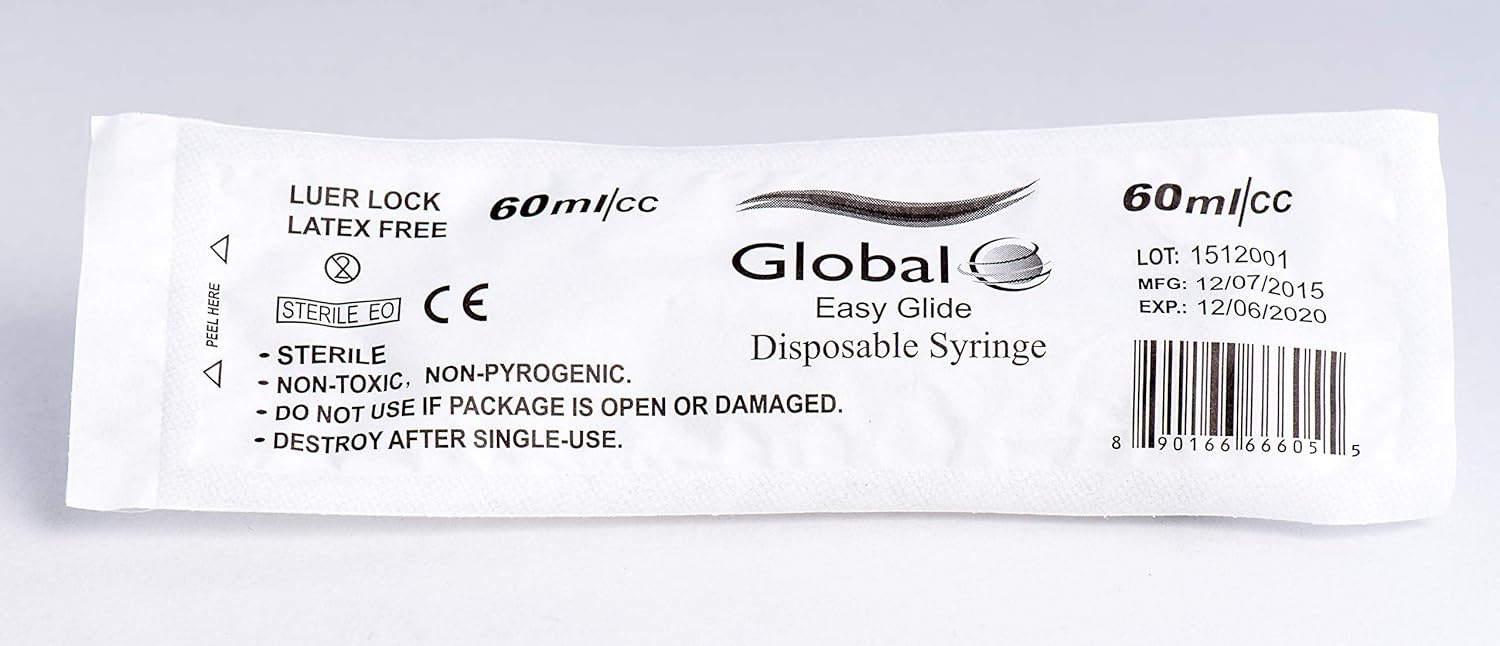 PEEL HERE
LUER LOCK
LATEX FREE
60ml/cc
STERILE EO
CE
- STERILE
- NON-TOXIC, NON-PYROGENIC.
- DO NOT USE IF PACKAGE IS OPEN OR DAMAGED.
- DESTROY AFTER SINGLE-USE.
Global
Easy Glide
Disposable Syringe
60ml/cc
LOT: 1512001
MFG: 12/07/2015
EXP.: 12/06/2020
8 90166 66605 5